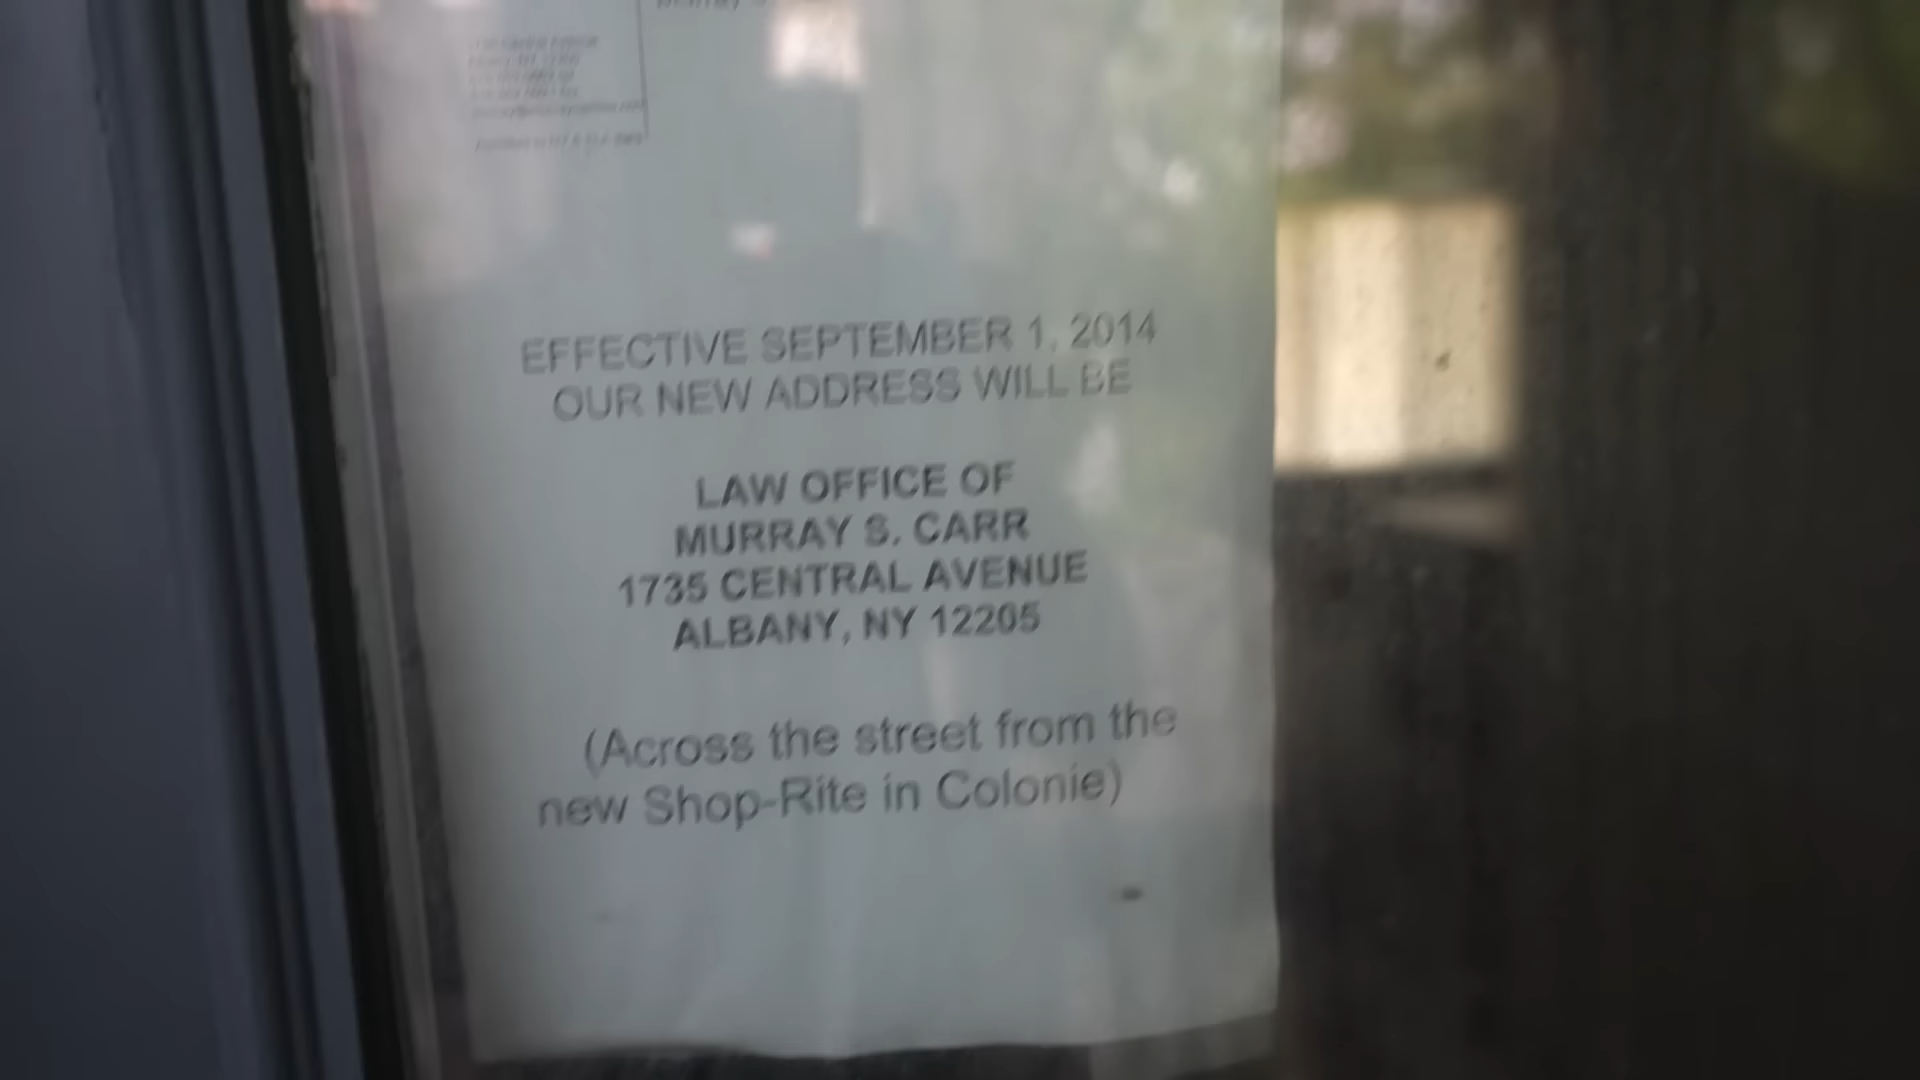 EFFECTIVE SEPTEMBER 1, 2014
OUR NEW ADDRESS WILL BE
LAW OFFICE OF
MURRAY S. CARR
1735 CENTRAL AVENUE
ALBANY, NY 12205
(Across the street from the
new Shop-Rite in Colonie)